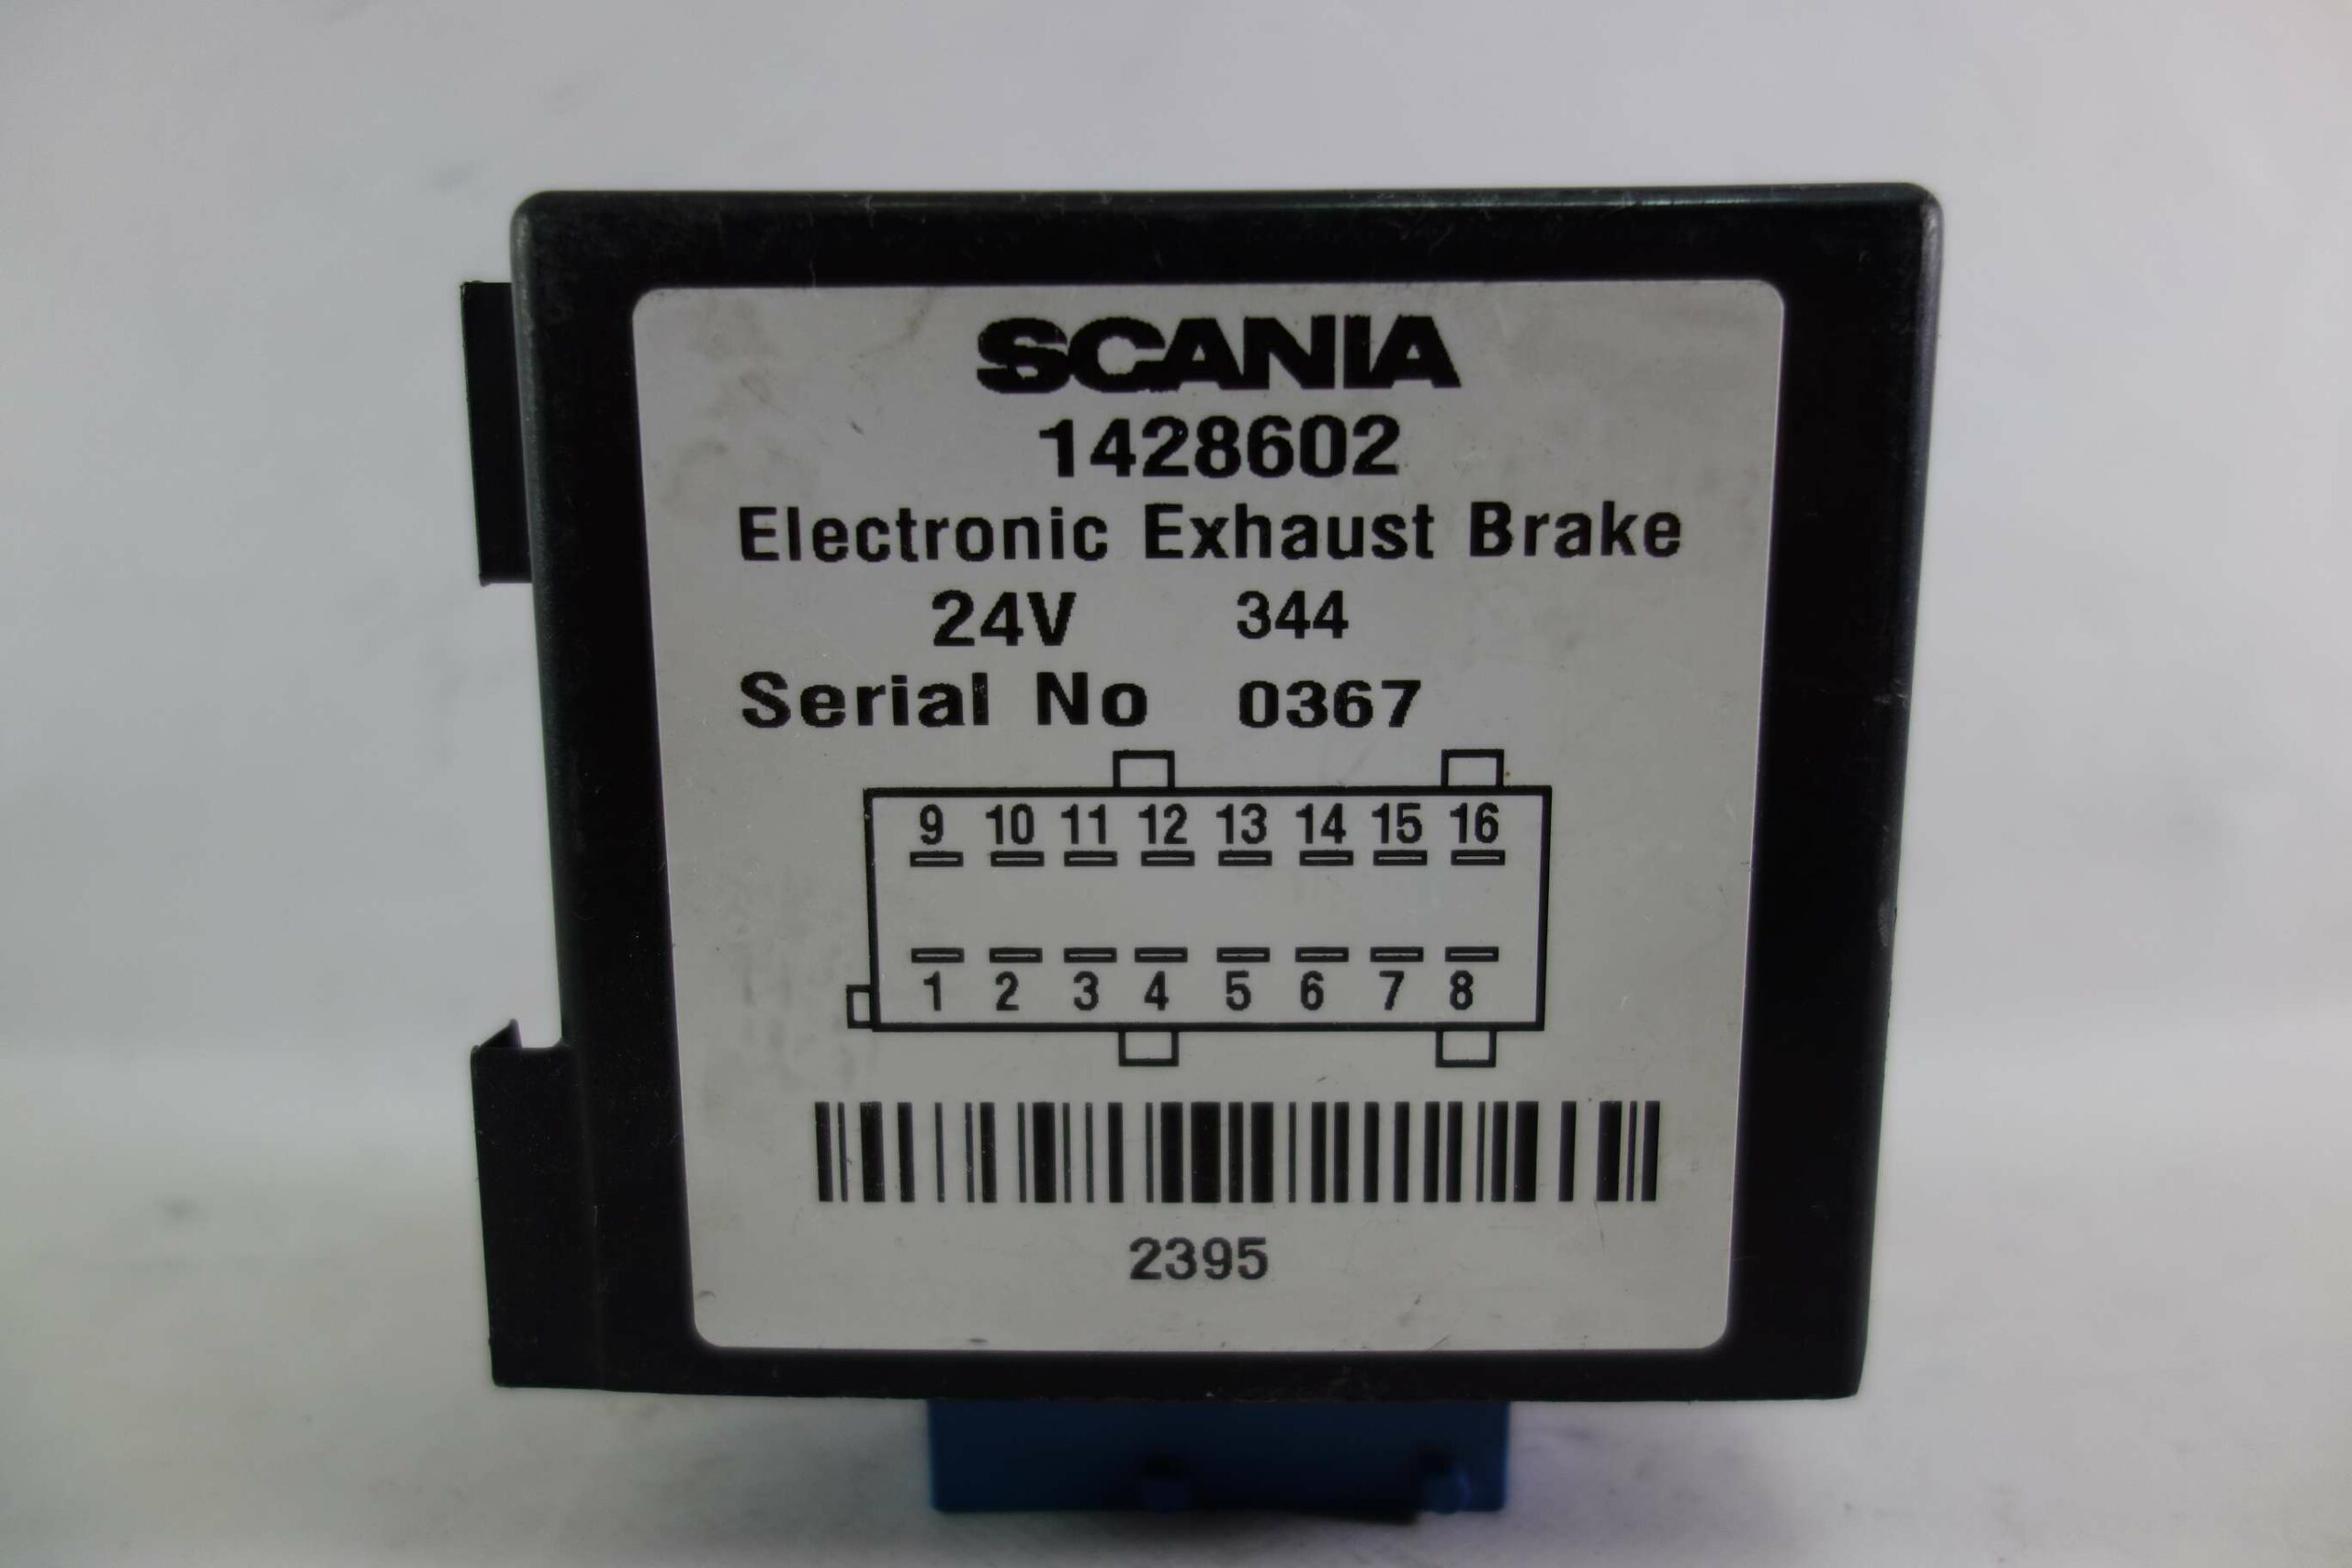 SCANIA
1428602
Electronic Exhaust Brake
24V 344
Serial No 0367
9 10 11 12 13 14 15 16
1 2 3 4 5 6 7 8
2395